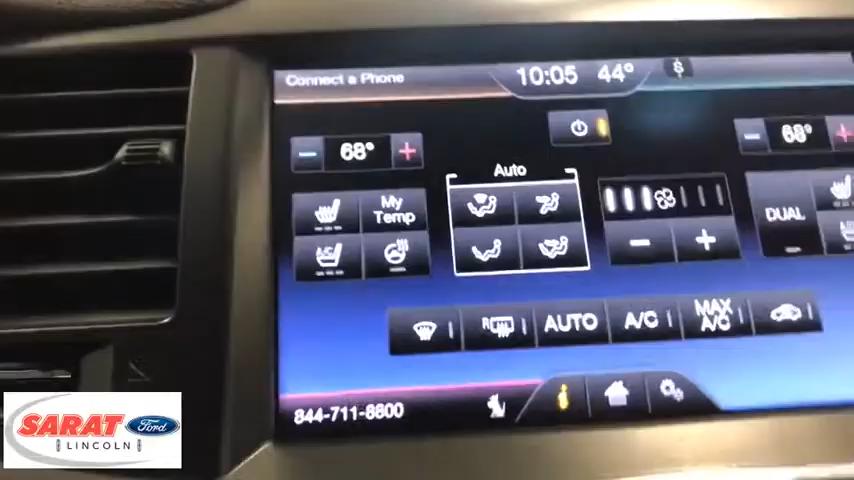 Connect a Phone
10:05 44°
68°
68°
Auto
My
Temp
DUAL
A/C
R
AUTO
A/C
MAX
A/C
844-711-8800
SARAT
Ford
LINCOLN